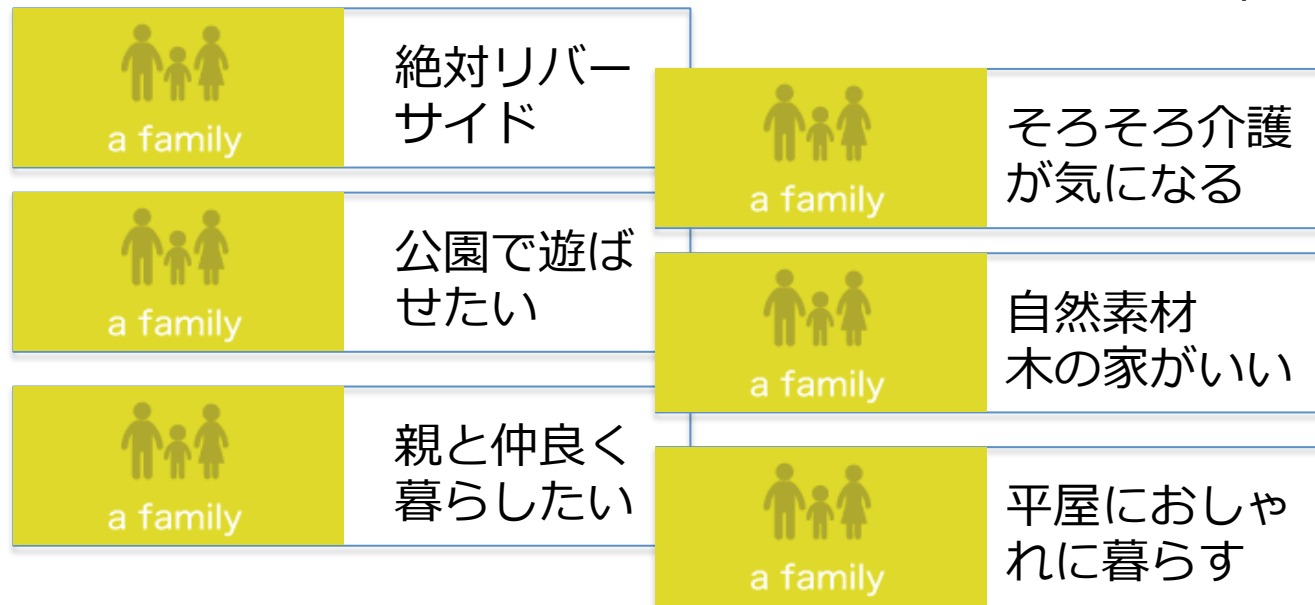 a family
絶対リバー
サイド
a family
公園で遊ば
せたい
a family
親と仲良く
暮らしたい
a family
そろそろ介護
が気になる
a family
自然素材
木の家がいい
a family
平屋におしゃ
れに暮らす